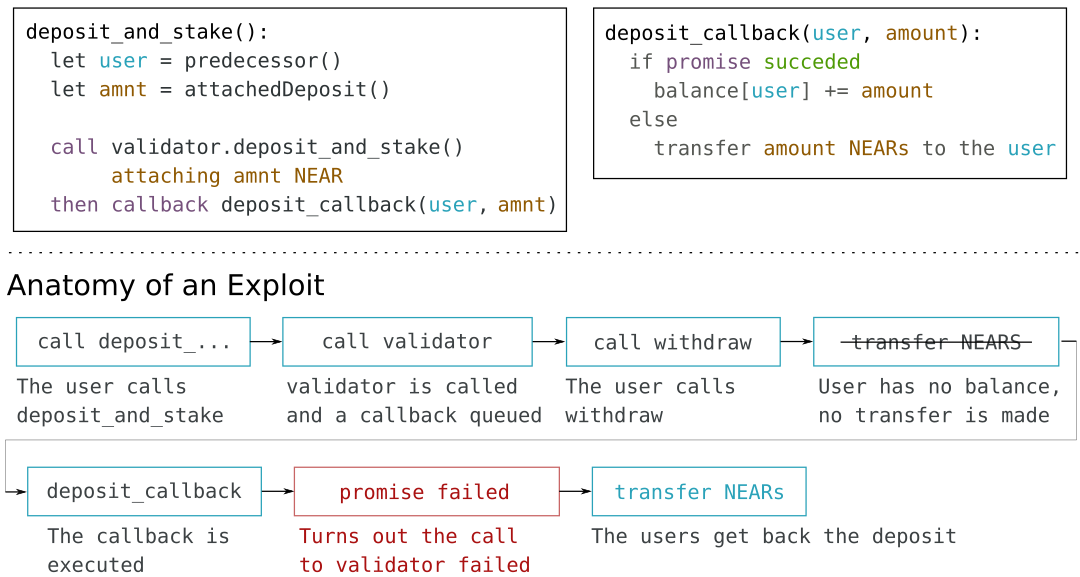 deposit_and_stake():
let user = predecessor()
let amnt = attachedDeposit()
call validator.deposit_and_stake()
attaching amnt NEAR
then callback deposit_callback(user, amnt)
deposit_callback(user, amount):
if promise succeded
balance[user] += amount
else
transfer amount NEARs to the user
Anatomy of an Exploit
call deposit_...
The user calls
deposit_and_stake
call validator
validator is called
and a callback queued
call withdraw
The user calls
withdraw
transfer NEARS
User has no balance,
no transfer is made
deposit_callback
The callback is
executed
promise failed
Turns out the call
to validator failed
transfer NEARs
The users get back the deposit